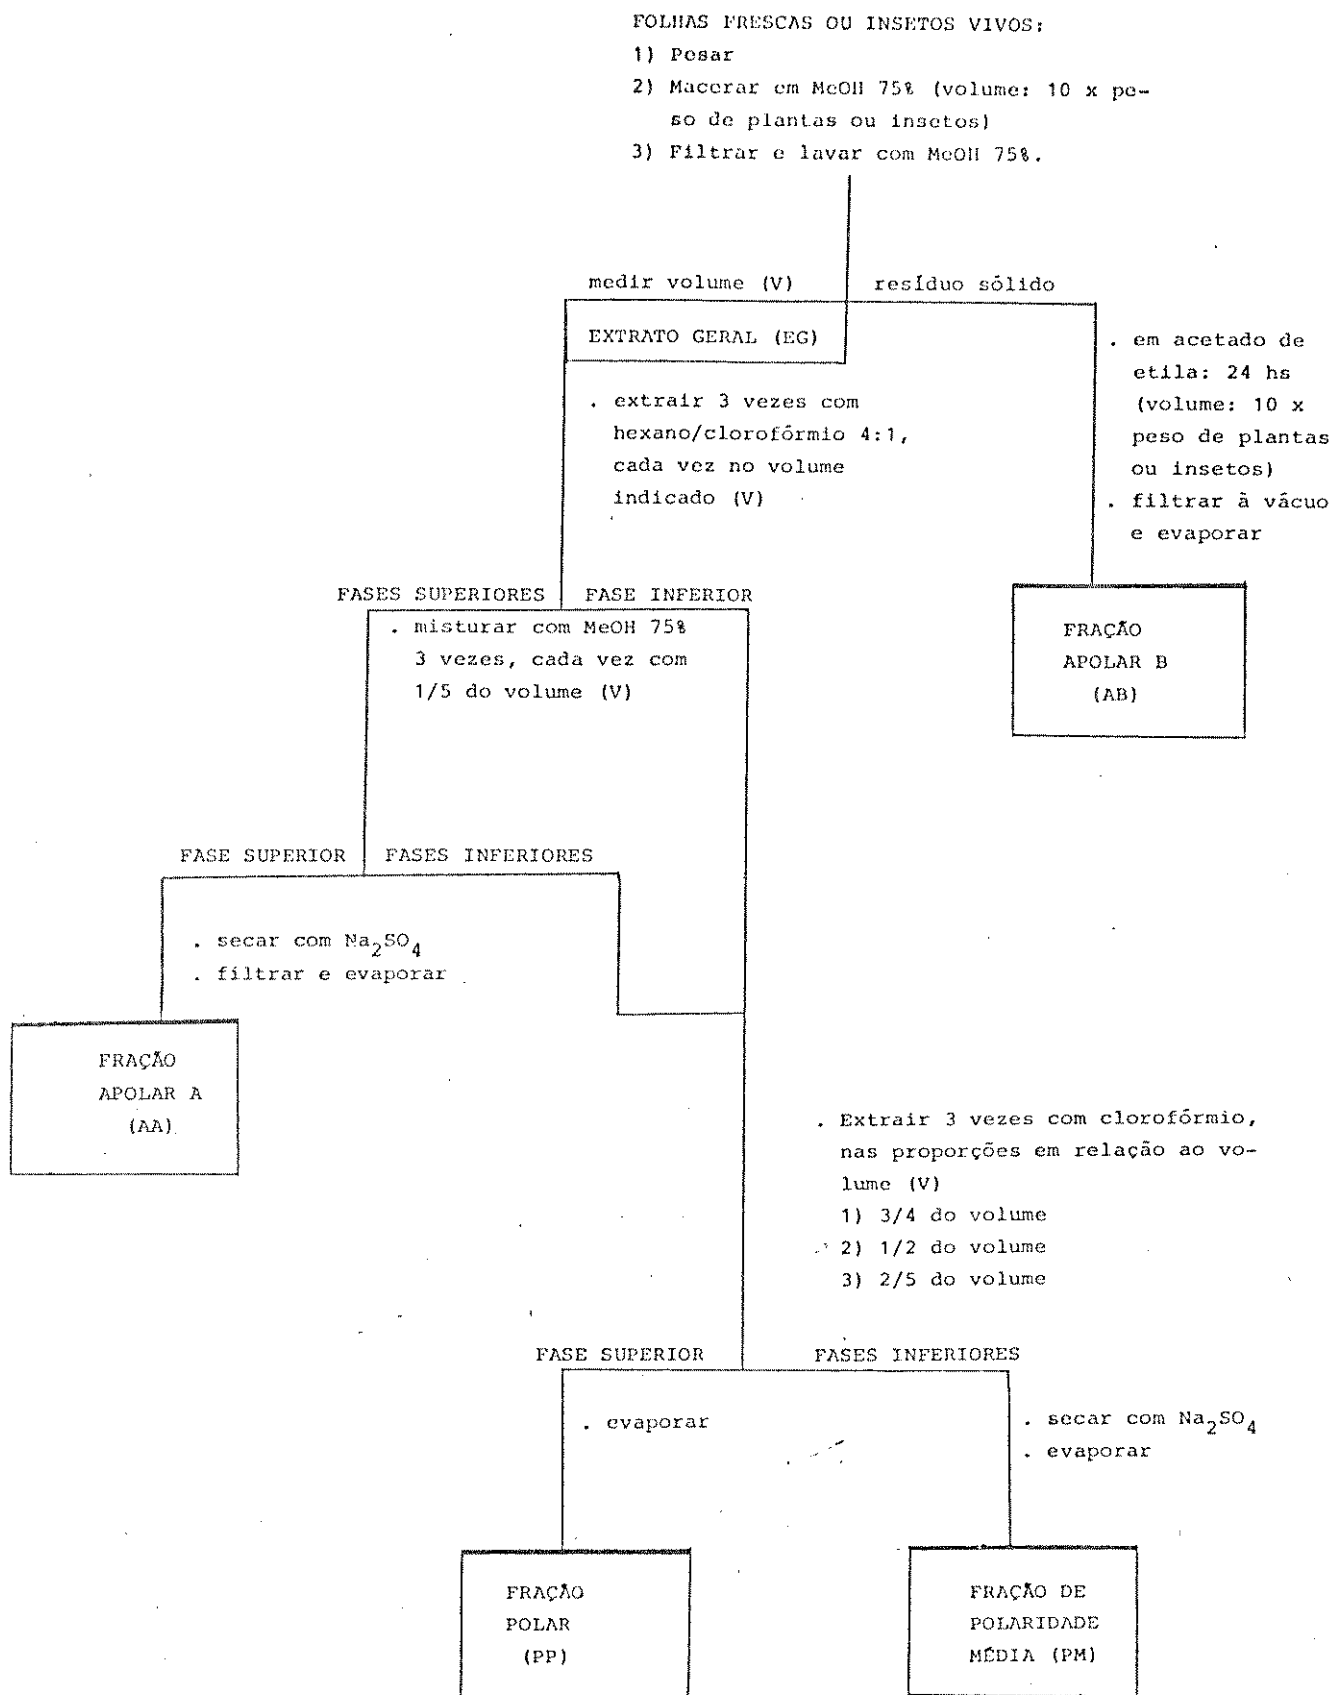 FOLHAS FRESCAS OU INSETOS VIVOS:
1) Pesar
2) Macerar em MeOH 75% (volume: 10 x pe-
so de plantas ou insetos)
3) Filtrar e lavar com MeOH 75%.
medir volume (V)
resíduo sólido
EXTRATO GERAL (EG)
. extrair 3 vezes com
hexano/clorofórmio 4:1,
cada vez no volume
indicado (V)
. em acetado de
etila: 24 hs
(volume: 10 x
peso de plantas
ou insetos)
. filtrar à vácuo
e evaporar
FASES SUPERIORES
FASE INFERIOR
. misturar com MeOH 75%
3 vezes, cada vez com
1/5 do volume (V)
FRAÇÃO
APOLAR B
(AB)
FASE SUPERIOR
FASES INFERIORES
. secar com Na2SO4
. filtrar e evaporar
FRAÇÃO
APOLAR A
(AA)
. Extrair 3 vezes com clorofórmio,
nas proporções em relação ao vo-
lume (V)
1) 3/4 do volume
2) 1/2 do volume
3) 2/5 do volume
FASE SUPERIOR
FASES INFERIORES
. evaporar
. secar com Na2SO4
. evaporar
FRAÇÃO
POLAR
(PP)
FRAÇÃO DE
POLARIDADE
MÉDIA (PM)